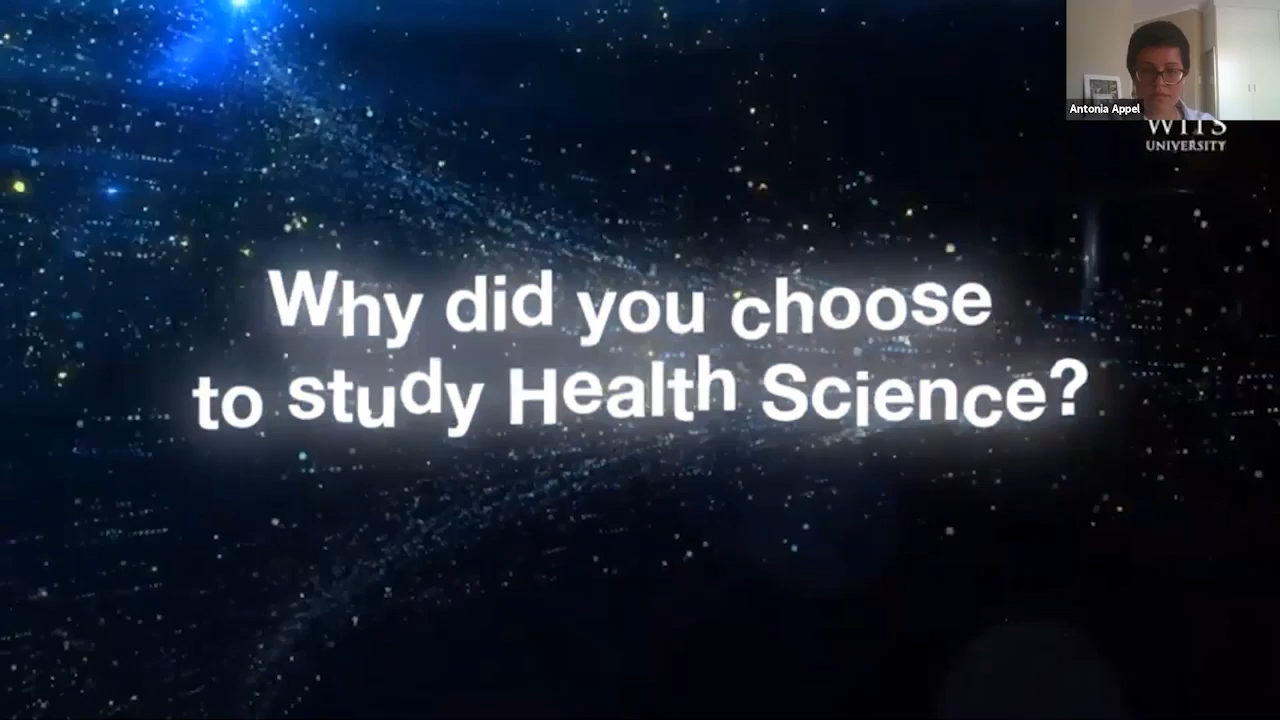 Antonia Appel
WITS
UNIVERSITY
Why did you choose
to study Health Science?